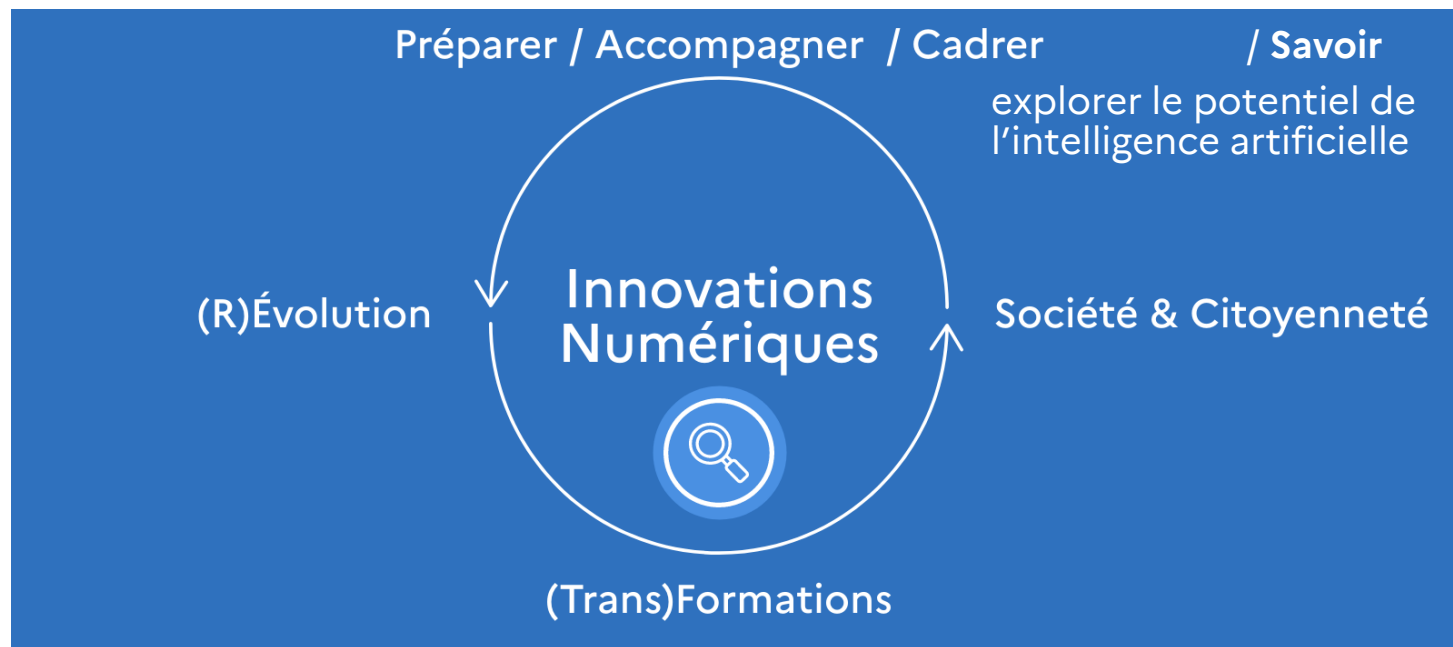 Préparer / Accompagner / Cadrer / Savoir
explorer le potentiel de
l’intelligence artificielle
Innovations
Numériques
(R)Évolution
Société & Citoyenneté
(Trans)Formations